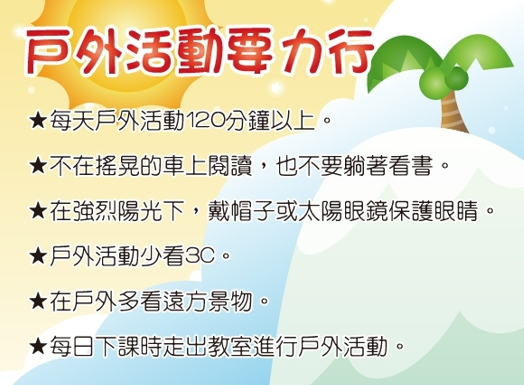 戶外活動要力行
★每天戶外活動120分鐘以上。
★不在搖晃的車上閱讀，也不要躺著看書。
★在強烈陽光下，戴帽子或太陽眼鏡保護眼睛。
★戶外活動少看3C。
★在戶外多看遠方景物。
★每日下課時走出教室進行戶外活動。